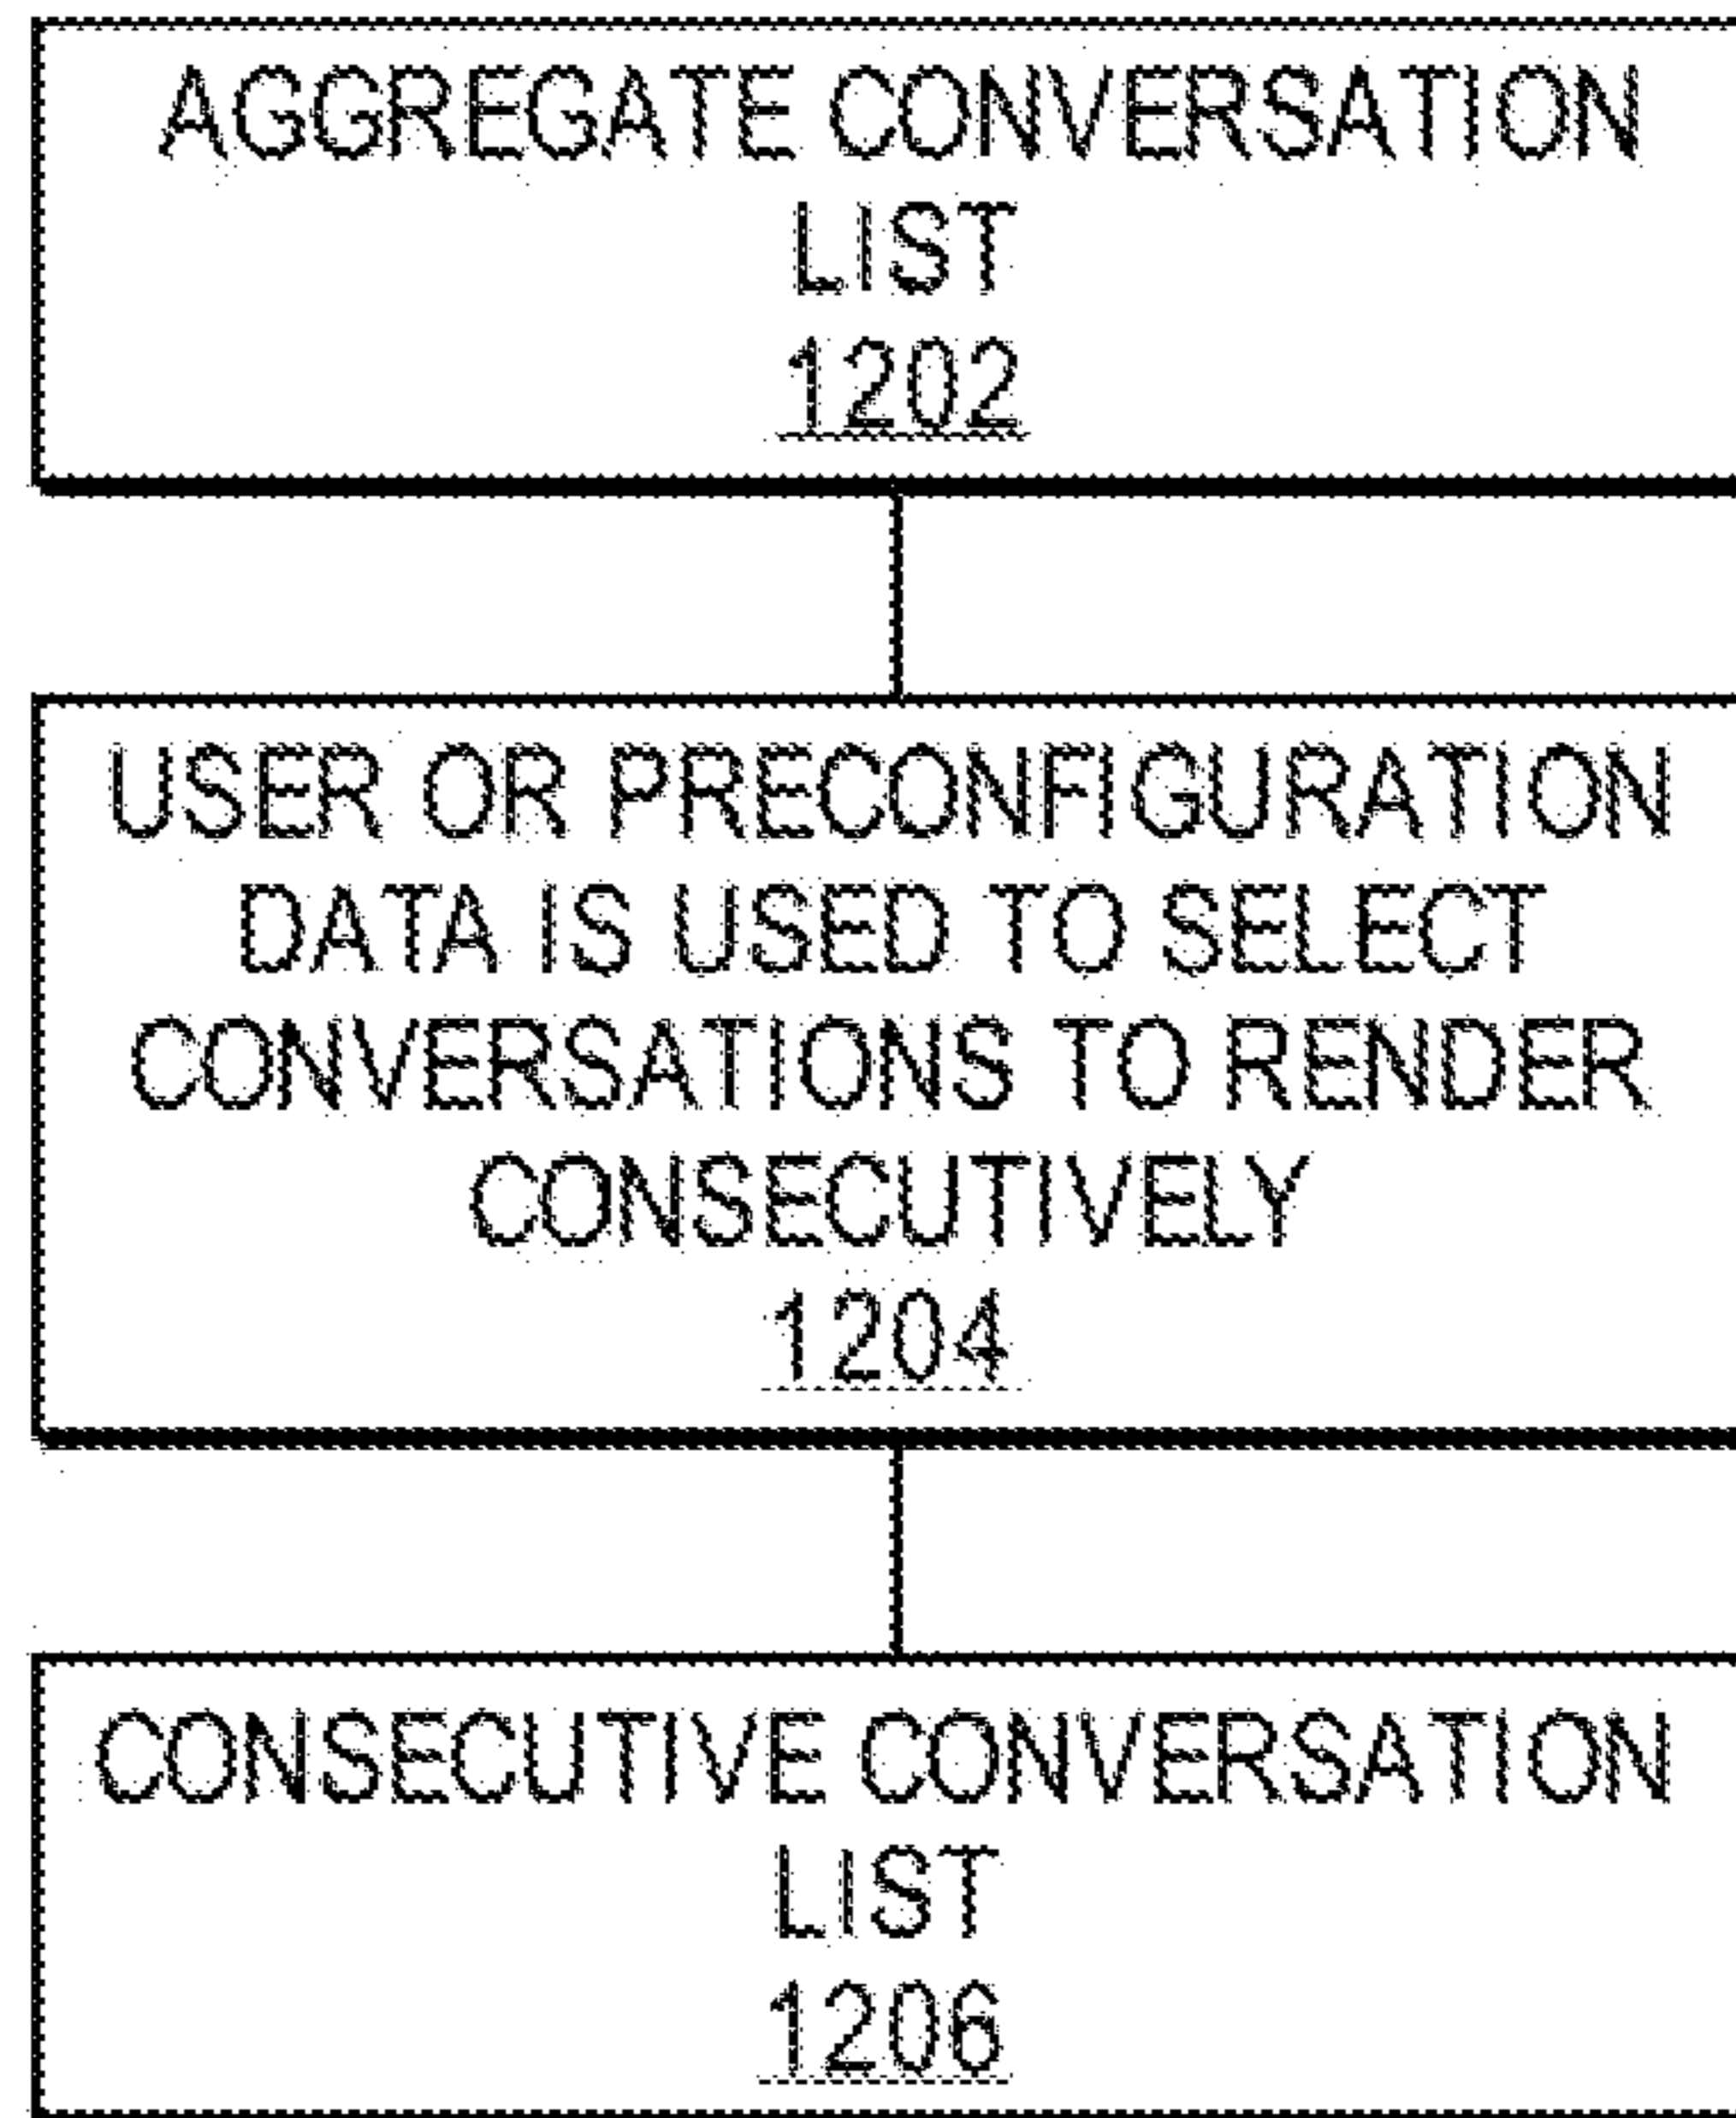 AGGREGATE CONVERSATION
LIST
1202
USER OR PRECONFIGURATION
DATA IS USED TO SELECT
CONVERSATIONS TO RENDER
CONSECUTIVELY
1204
CONSECUTIVE CONVERSATION
LIST
1206